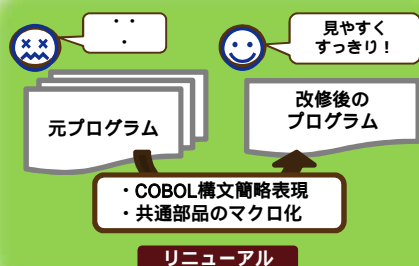 ・・
・
見やすく
すっきり！
元プログラム
改修後の
プログラム
・COBOL構文簡略表現
・共通部品のマクロ化
リニューアル